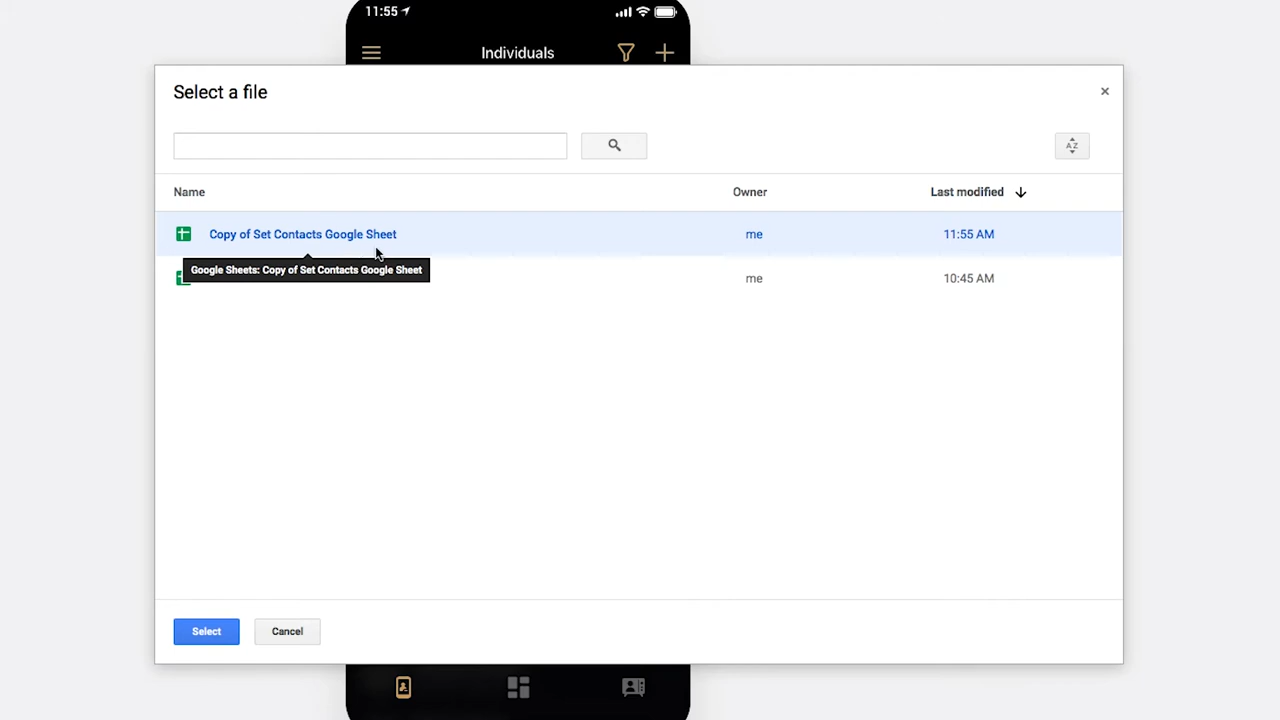 11:55
Individuals
Select a file
×
AZ
Name Owner Last modified
Copy of Set Contacts Google Sheet me 11:55 AM
Google Sheets: Copy of Set Contacts Google Sheet
me 10:45 AM
Select Cancel